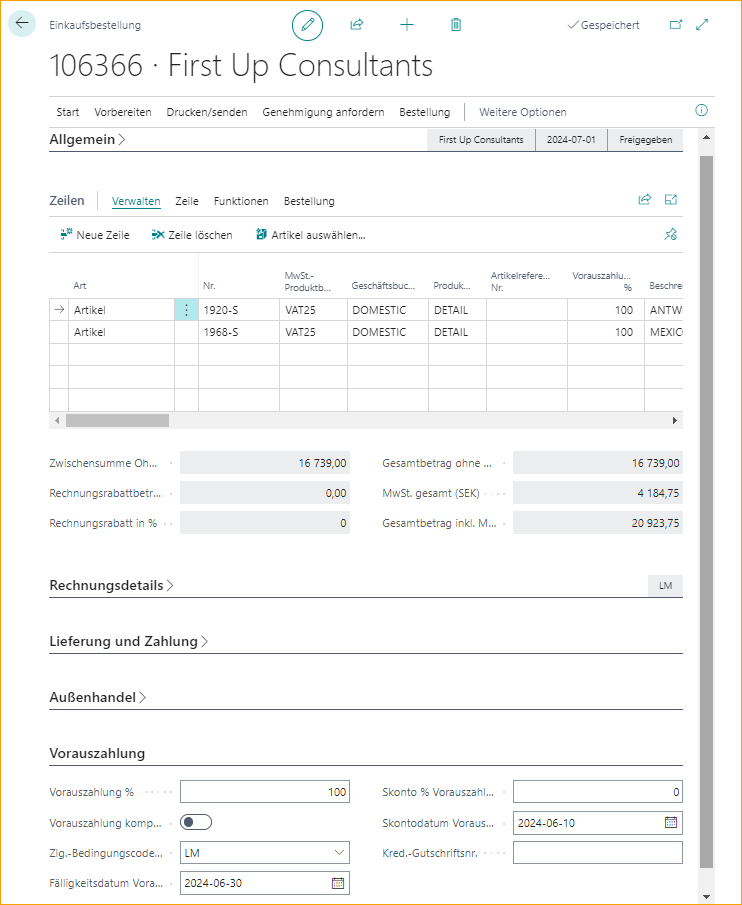 Einkaufsbestellung
Gespeichert
106366 · First Up Consultants
Start Vorbereiten Drucken/senden Genehmigung anfordern Bestellung Weitere Optionen
Allgemein First Up Consultants 2024-07-01 Freigegeben
Zeilen Verwalten Zeile Funktionen Bestellung
Neue Zeile Zeile löschen Artikel auswählen...
Art Nr. MwSt.-Produktb... Geschäftsbuc... Produk... Artikelrefere... Nr. Vorauszahlu... % Beschrei
Artikel 1920-S VAT25 DOMESTIC DETAIL 100 ANTW
Artikel 1968-S VAT25 DOMESTIC DETAIL 100 MEXIC
Zwischensumme Oh... 16 739,00 Gesamtbetrag ohne ... 16 739,00
Rechnungsrabattbetr... 0,00 MwSt. gesamt (SEK) 4 184,75
Rechnungsrabatt in % 0 Gesamtbetrag inkl. M... 20 923,75
Rechnungsdetails LM
Lieferung und Zahlung
Außenhandel
Vorauszahlung
Vorauszahlung % 100 Skonto % Vorauszahl... 0
Vorauszahlung komp... Skontodatum Voraus... 2024-06-10
Zlg.-Bedingungscode... LM Kred.-Gutschriftsnr.
Fälligkeitsdatum Vora... 2024-06-30